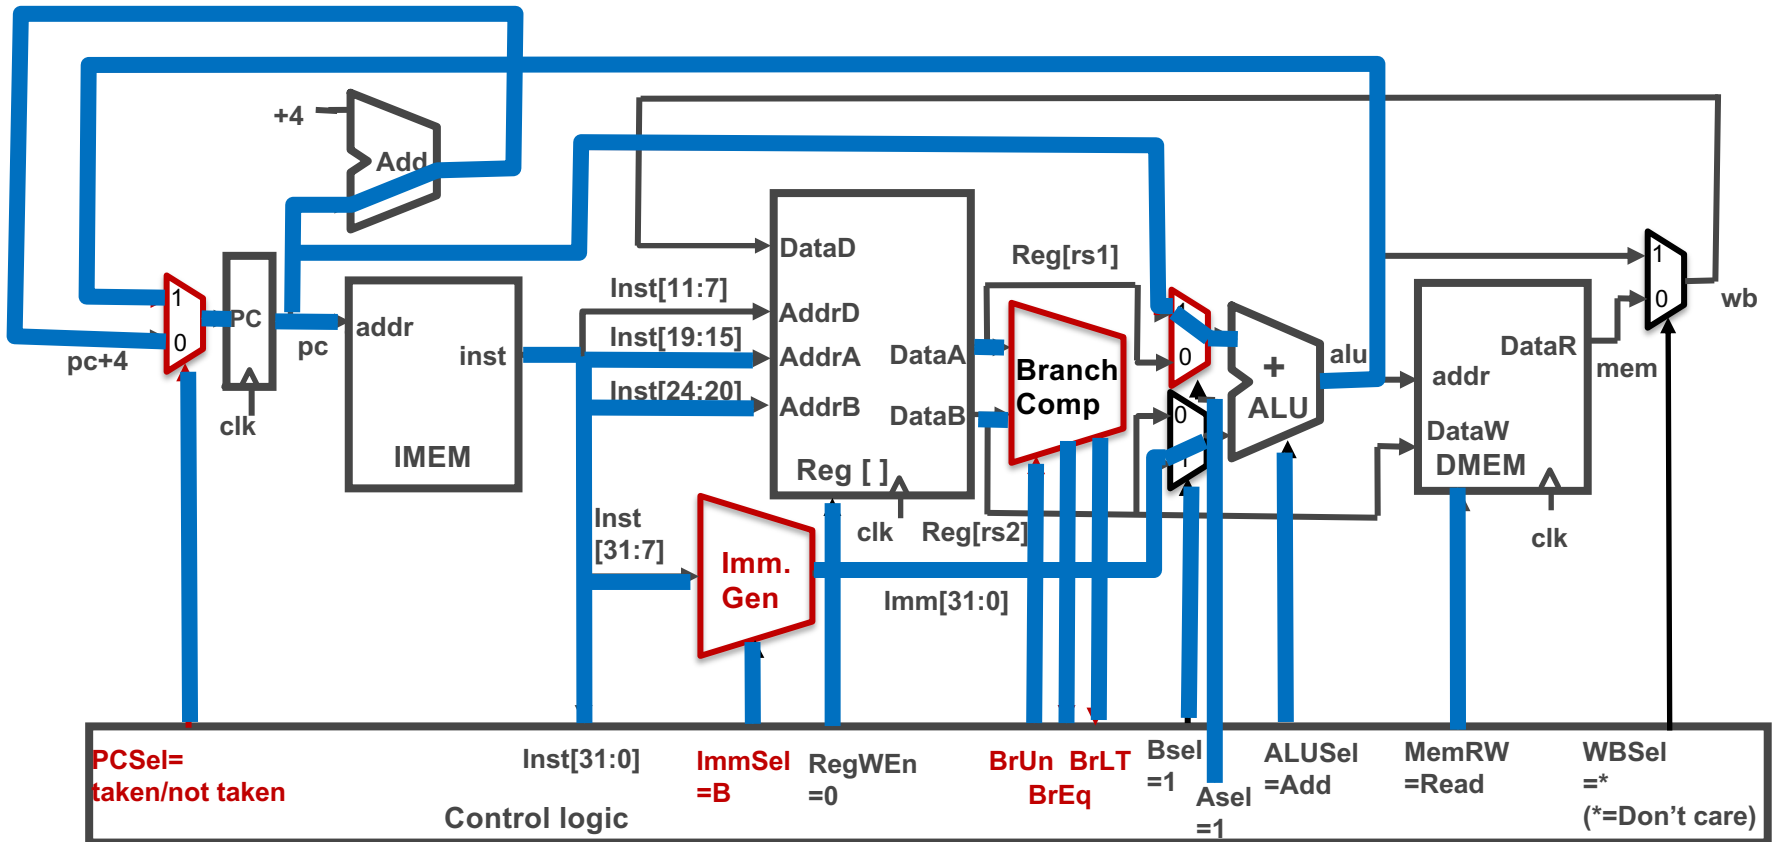 +4
Add
1
0
pc+4
PC
clk
pc
addr
inst
IMEM
Inst[11:7]
Inst[19:15]
Inst[24:20]
Inst
[31:7]
DataD
AddrD
AddrA
AddrB
DataA
DataB
Reg [ ]
clk
Reg[rs1]
Reg[rs2]
Branch
Comp
Imm.
Gen
Imm[31:0]
1
0
0
1
+
ALU
alu
addr
DataW
DataR
DMEM
clk
mem
1
0
wb
PCSel=
taken/not taken
Inst[31:0]
Control logic
ImmSel
=B
RegWEn
=0
BrUn
BrLT
BrEq
Bsel
=1
Asel
=1
ALUSel
=Add
MemRW
=Read
WBSel
=*
(*=Don’t care)